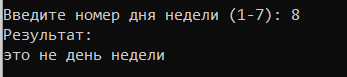 Введите номер дня недели (1-7): 8
Результат:
это не день недели